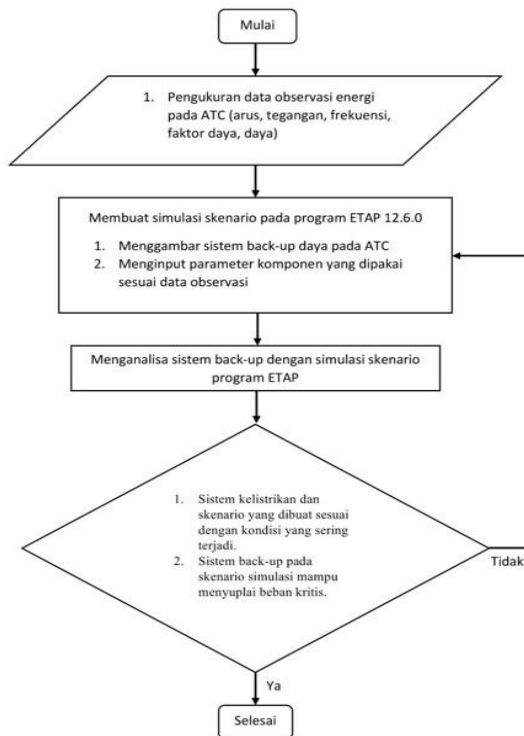 Mulai
1. Pengukuran data observasi energi
pada ATC (arus, tegangan, frekuensi,
faktor daya, daya)
Membuat simulasi skenario pada program ETAP 12.6.0
1. Menggambar sistem back-up daya pada ATC
2. Menginput parameter komponen yang dipakai
sesuai data observasi
Menganalisa sistem back-up dengan simulasi skenario
program ETAP
1. Sistem kelistrikan dan
skenario yang dibuat sesuai
dengan kondisi yang sering
terjadi.
2. Sistem back-up pada
skenario simulasi mampu
menyuplai beban kritis.
Tidak
Ya
Selesai